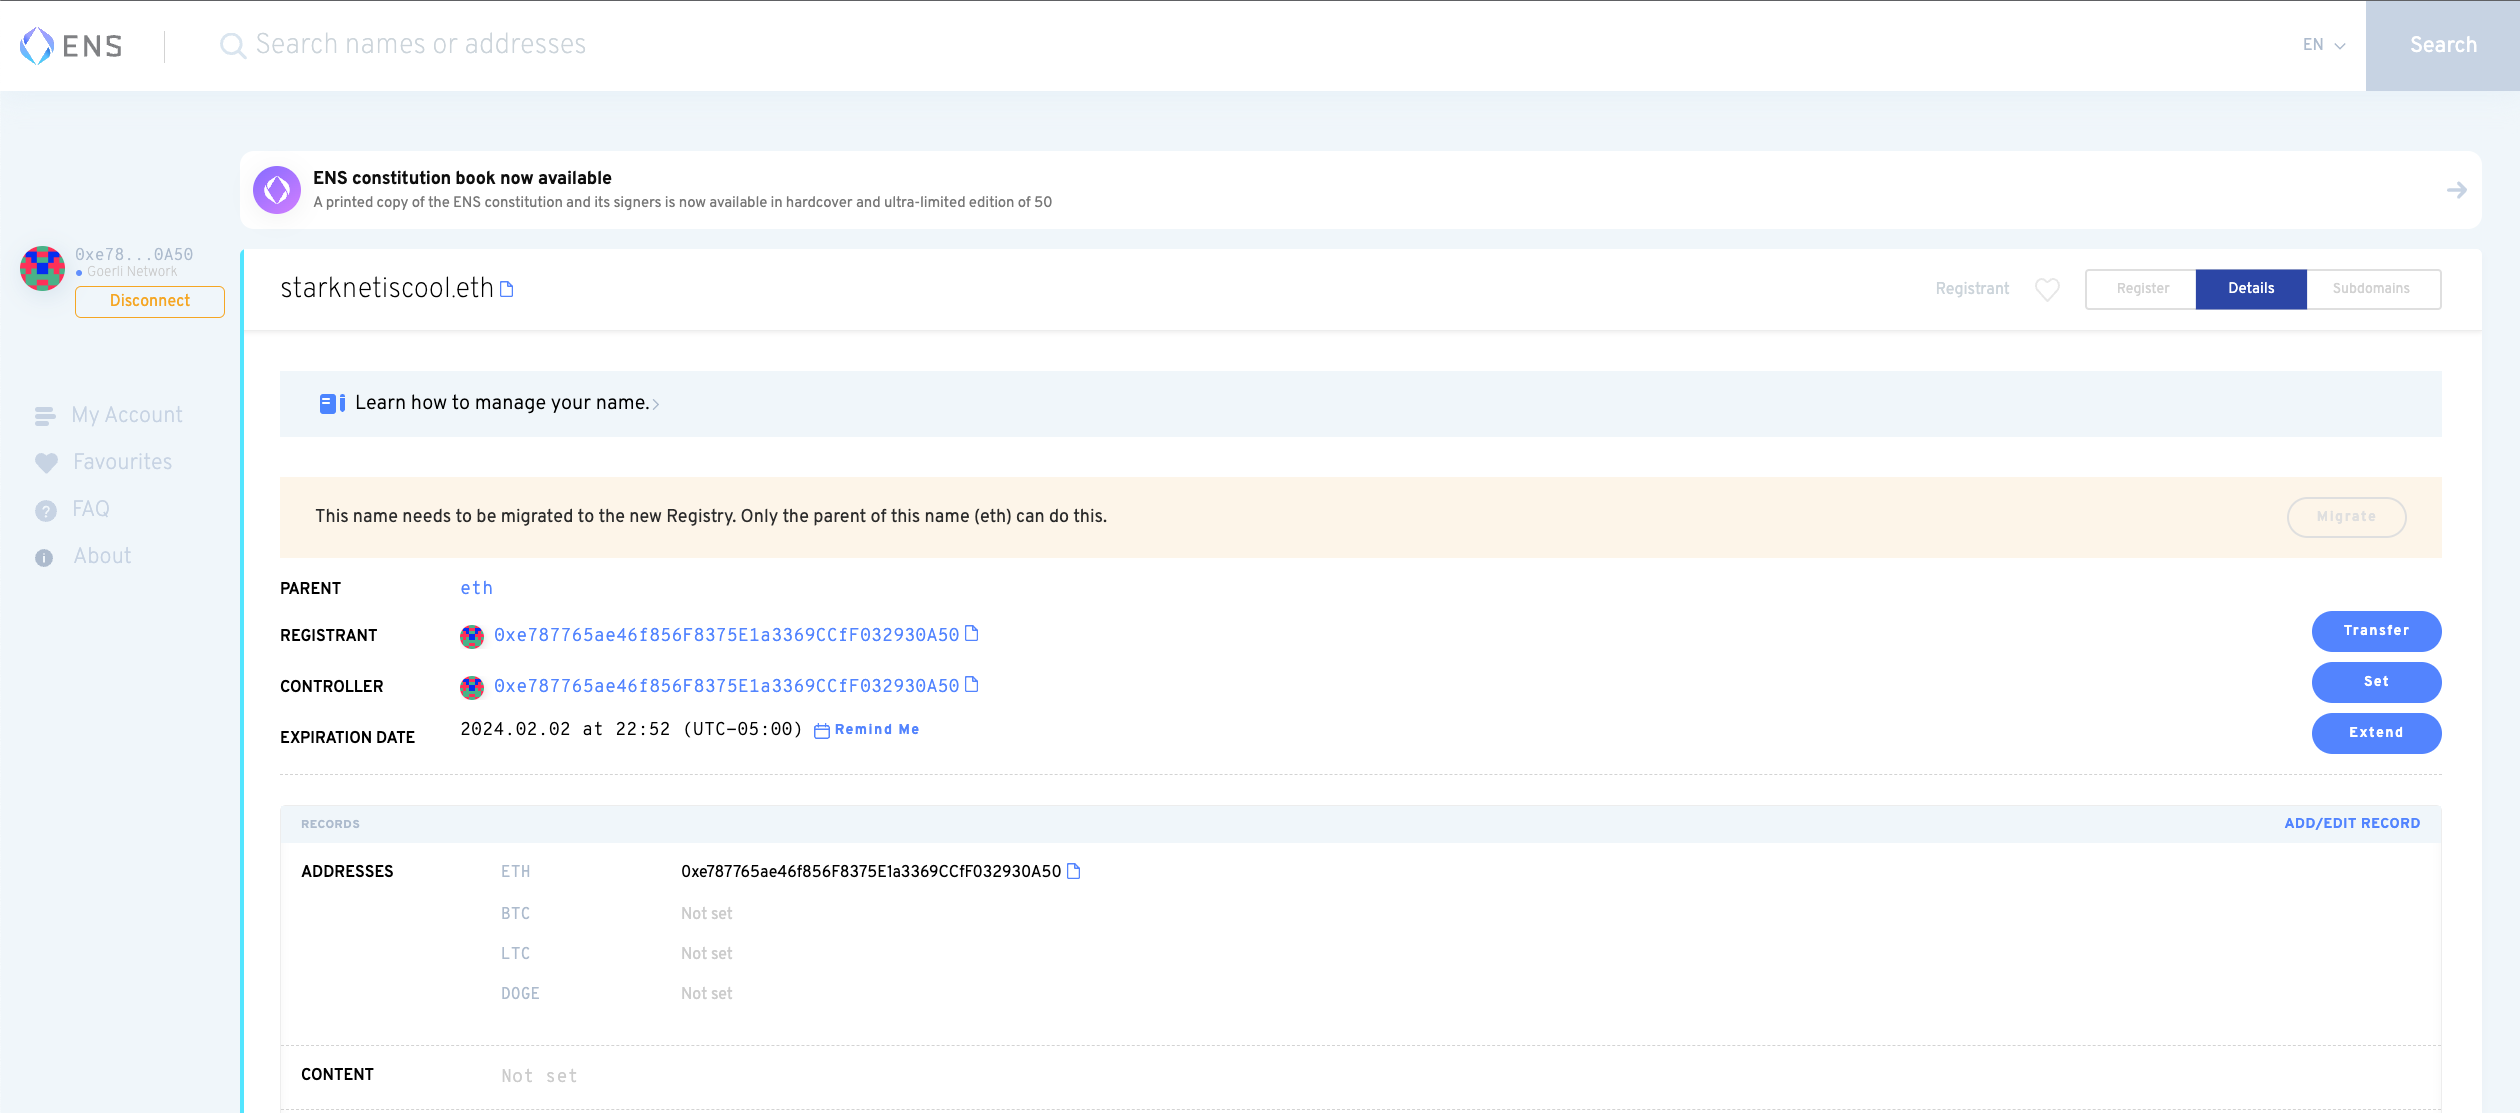 ENS
Search names or addresses
EN
Search
ENS constitution book now available
A printed copy of the ENS constitution and its signers is now available in hardcover and ultra-limited edition of 50
0xe78...0A50
Goerli Network
Disconnect
My Account
Favourites
FAQ
About
starknetiscool.eth
Registrant
Register
Details
Subdomains
Learn how to manage your name.
This name needs to be migrated to the new Registry. Only the parent of this name (eth) can do this.
Migrate
PARENT eth
REGISTRANT 0xe787765ae46f856F8375E1a3369CCfF032930A50
Transfer
CONTROLLER 0xe787765ae46f856F8375E1a3369CCfF032930A50
Set
EXPIRATION DATE 2024.02.02 at 22:52 (UTC-05:00) Remind Me
Extend
RECORDS
ADD/EDIT RECORD
ADDRESSES ETH 0xe787765ae46f856F8375E1a3369CCfF032930A50
BTC Not set
LTC Not set
DOGE Not set
CONTENT Not set